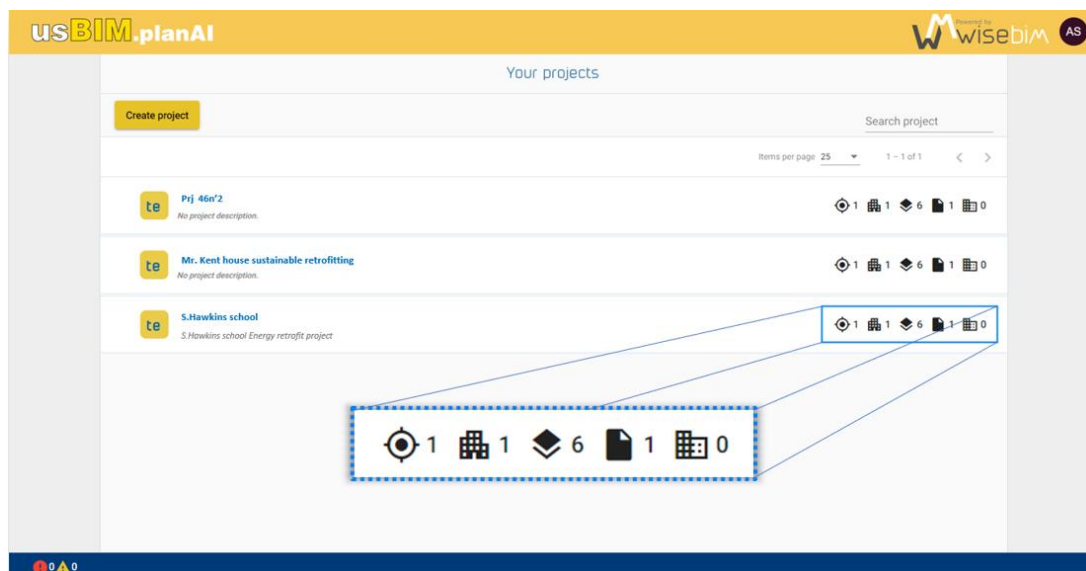 usBIM.planAI
Powered by
wisebim
AS
Your projects
Create project
Search project
Items per page 25 1 – 1 of 1
te
Prj 46n'2
No project description.
1 1 6 1 0
te
Mr. Kent house sustainable retrofitting
No project description.
1 1 6 1 0
te
S.Hawkins school
S.Hawkins school Energy retrofit project
1 1 6 1 0
1 1 6 1 0
0 0